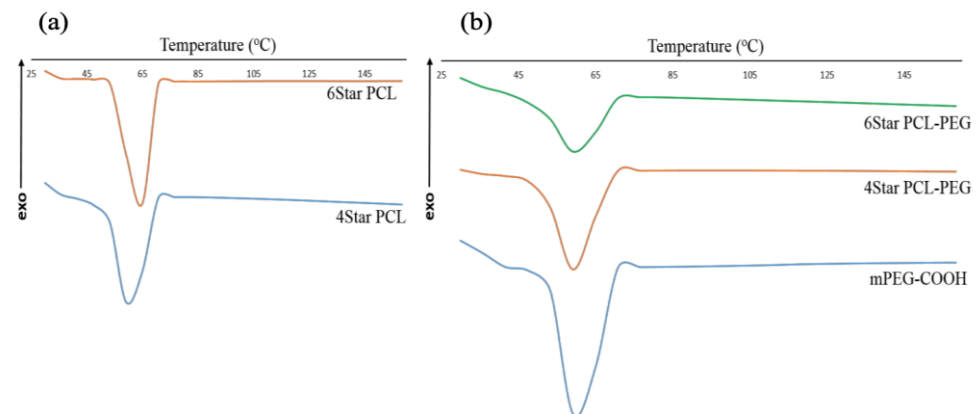 (a)
Temperature (°C)
25 45 65 85 105 125 145
6Star PCL
4Star PCL
exo
(b)
Temperature (°C)
25 45 65 85 105 125 145
6Star PCL-PEG
4Star PCL-PEG
mPEG-COOH
exo